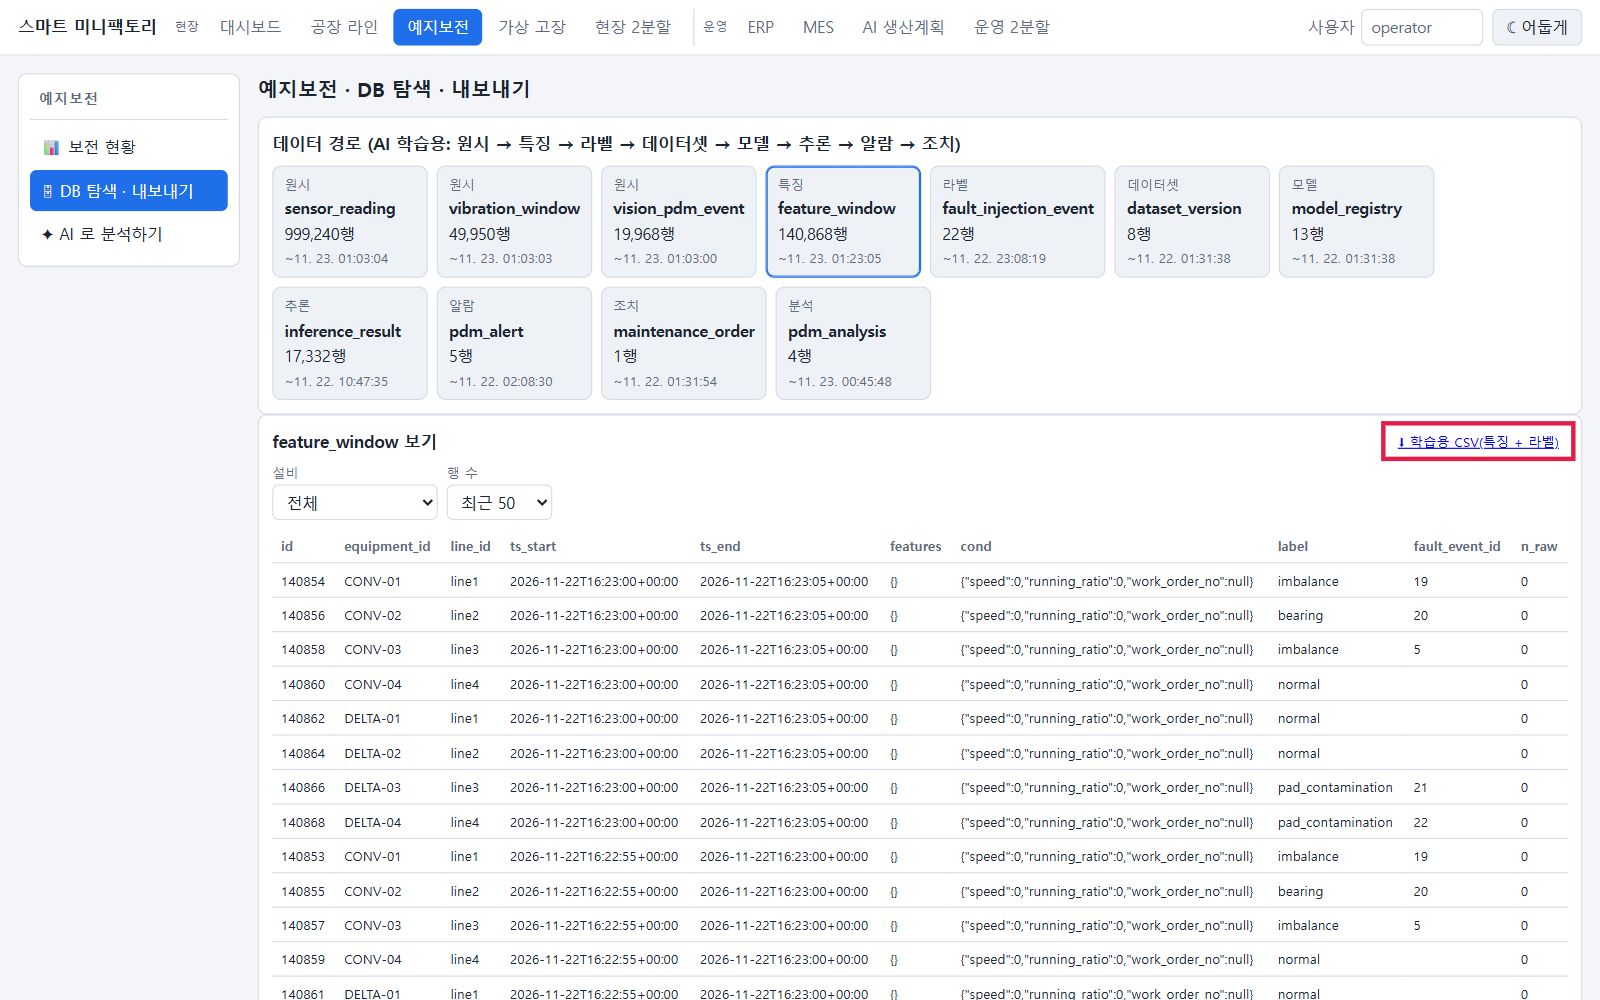 스마트 미니팩토리 현장 대시보드 공장 라인 예지보전 가상 고장 현장 2분할 운영 ERP MES AI 생산계획 운영 2분할 사용자 operator ☾ 어둡게
예지보전
📊 보전 현황
🗄 DB 탐색 · 내보내기
✦ AI 로 분석하기
예지보전 · DB 탐색 · 내보내기
데이터 경로 (AI 학습용: 원시 → 특징 → 라벨 → 데이터셋 → 모델 → 추론 → 알람 → 조치)
원시
sensor_reading
999,240행
~11. 23. 01:03:04
원시
vibration_window
49,950행
~11. 23. 01:03:03
원시
vision_pdm_event
19,968행
~11. 23. 01:03:00
특징
feature_window
140,868행
~11. 23. 01:23:05
라벨
fault_injection_event
22행
~11. 22. 23:08:19
데이터셋
dataset_version
8행
~11. 22. 01:31:38
모델
model_registry
13행
~11. 22. 01:31:38
추론
inference_result
17,332행
~11. 22. 10:47:35
알람
pdm_alert
5행
~11. 22. 02:08:30
조치
maintenance_order
1행
~11. 22. 01:31:54
분석
pdm_analysis
4행
~11. 23. 00:45:48
feature_window 보기
⬇ 학습용 CSV(특징 + 라벨)
설비 행 수
전체 최근 50
id equipment_id line_id ts_start ts_end features cond label fault_event_id n_raw
140854 CONV-01 line1 2026-11-22T16:23:00+00:00 2026-11-22T16:23:05+00:00 {} {"speed":0,"running_ratio":0,"work_order_no":null} imbalance 19 0
140856 CONV-02 line2 2026-11-22T16:23:00+00:00 2026-11-22T16:23:05+00:00 {} {"speed":0,"running_ratio":0,"work_order_no":null} bearing 20 0
140858 CONV-03 line3 2026-11-22T16:23:00+00:00 2026-11-22T16:23:05+00:00 {} {"speed":0,"running_ratio":0,"work_order_no":null} imbalance 5 0
140860 CONV-04 line4 2026-11-22T16:23:00+00:00 2026-11-22T16:23:05+00:00 {} {"speed":0,"running_ratio":0,"work_order_no":null} normal 0
140862 DELTA-01 line1 2026-11-22T16:23:00+00:00 2026-11-22T16:23:05+00:00 {} {"speed":0,"running_ratio":0,"work_order_no":null} normal 0
140864 DELTA-02 line2 2026-11-22T16:23:00+00:00 2026-11-22T16:23:05+00:00 {} {"speed":0,"running_ratio":0,"work_order_no":null} normal 0
140866 DELTA-03 line3 2026-11-22T16:23:00+00:00 2026-11-22T16:23:05+00:00 {} {"speed":0,"running_ratio":0,"work_order_no":null} pad_contamination 21 0
140868 DELTA-04 line4 2026-11-22T16:23:00+00:00 2026-11-22T16:23:05+00:00 {} {"speed":0,"running_ratio":0,"work_order_no":null} pad_contamination 22 0
140853 CONV-01 line1 2026-11-22T16:22:55+00:00 2026-11-22T16:23:00+00:00 {} {"speed":0,"running_ratio":0,"work_order_no":null} imbalance 19 0
140855 CONV-02 line2 2026-11-22T16:22:55+00:00 2026-11-22T16:23:00+00:00 {} {"speed":0,"running_ratio":0,"work_order_no":null} bearing 20 0
140857 CONV-03 line3 2026-11-22T16:22:55+00:00 2026-11-22T16:23:00+00:00 {} {"speed":0,"running_ratio":0,"work_order_no":null} imbalance 5 0
140859 CONV-04 line4 2026-11-22T16:22:55+00:00 2026-11-22T16:23:00+00:00 {} {"speed":0,"running_ratio":0,"work_order_no":null} normal 0
140861 DELTA-01 line1 2026-11-22T16:22:55+00:00 2026-11-22T16:23:00+00:00 {} {"speed":0,"running_ratio":0,"work_order_no":null} normal 0